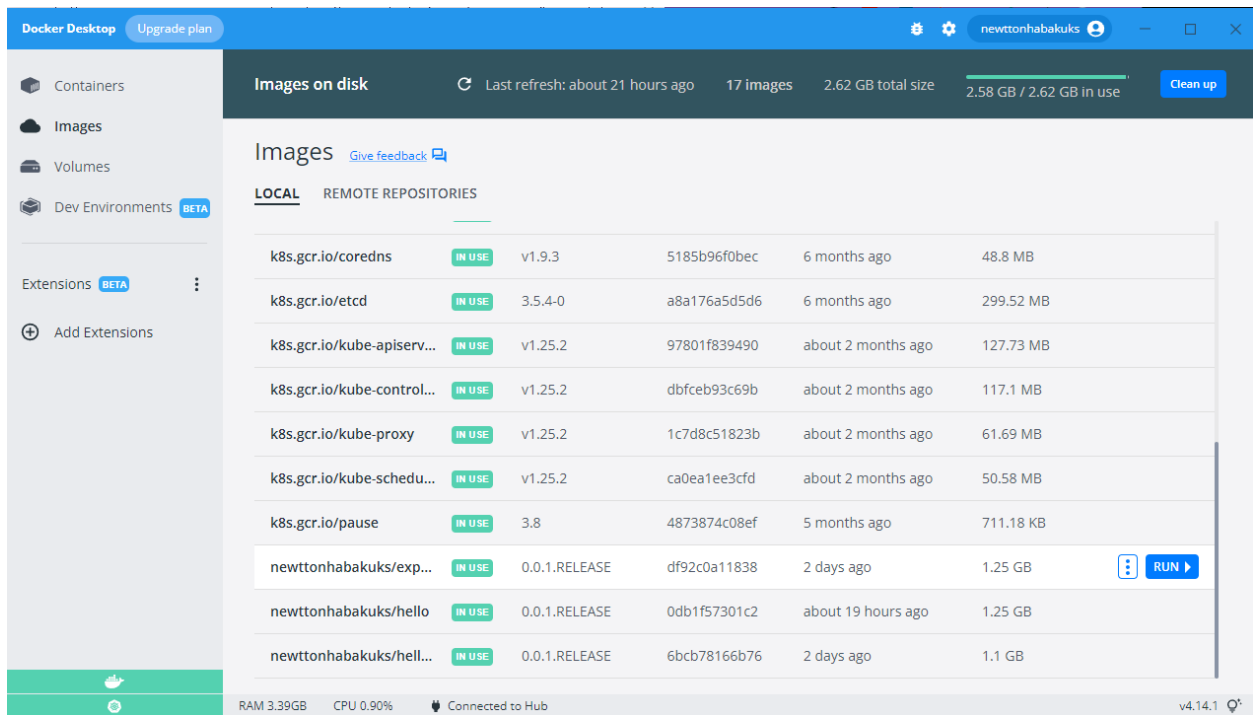 Docker Desktop Upgrade plan newttonhabakuks
Containers
Images
Volumes
Dev Environments BETA
Extensions BETA
Add Extensions
Images on disk Last refresh: about 21 hours ago 17 images 2.62 GB total size 2.58 GB / 2.62 GB in use Clean up
Images Give feedback
LOCAL REMOTE REPOSITORIES
k8s.gcr.io/coredns IN USE v1.9.3 5185b96f0bec 6 months ago 48.8 MB
k8s.gcr.io/etcd IN USE 3.5.4-0 a8a176a5d5d6 6 months ago 299.52 MB
k8s.gcr.io/kube-apiserv... IN USE v1.25.2 97801f839490 about 2 months ago 127.73 MB
k8s.gcr.io/kube-control... IN USE v1.25.2 dbfceb93c69b about 2 months ago 117.1 MB
k8s.gcr.io/kube-proxy IN USE v1.25.2 1c7d8c51823b about 2 months ago 61.69 MB
k8s.gcr.io/kube-schedu... IN USE v1.25.2 ca0ea1ee3cfd about 2 months ago 50.58 MB
k8s.gcr.io/pause IN USE 3.8 4873874c08ef 5 months ago 711.18 KB
newttonhabakuks/exp... IN USE 0.0.1.RELEASE df92c0a11838 2 days ago 1.25 GB RUN
newttonhabakuks/hello IN USE 0.0.1.RELEASE 0db1f57301c2 about 19 hours ago 1.25 GB
newttonhabakuks/hell... IN USE 0.0.1.RELEASE 6bcb78166b76 2 days ago 1.1 GB
RAM 3.39GB CPU 0.90% Connected to Hub v4.14.1